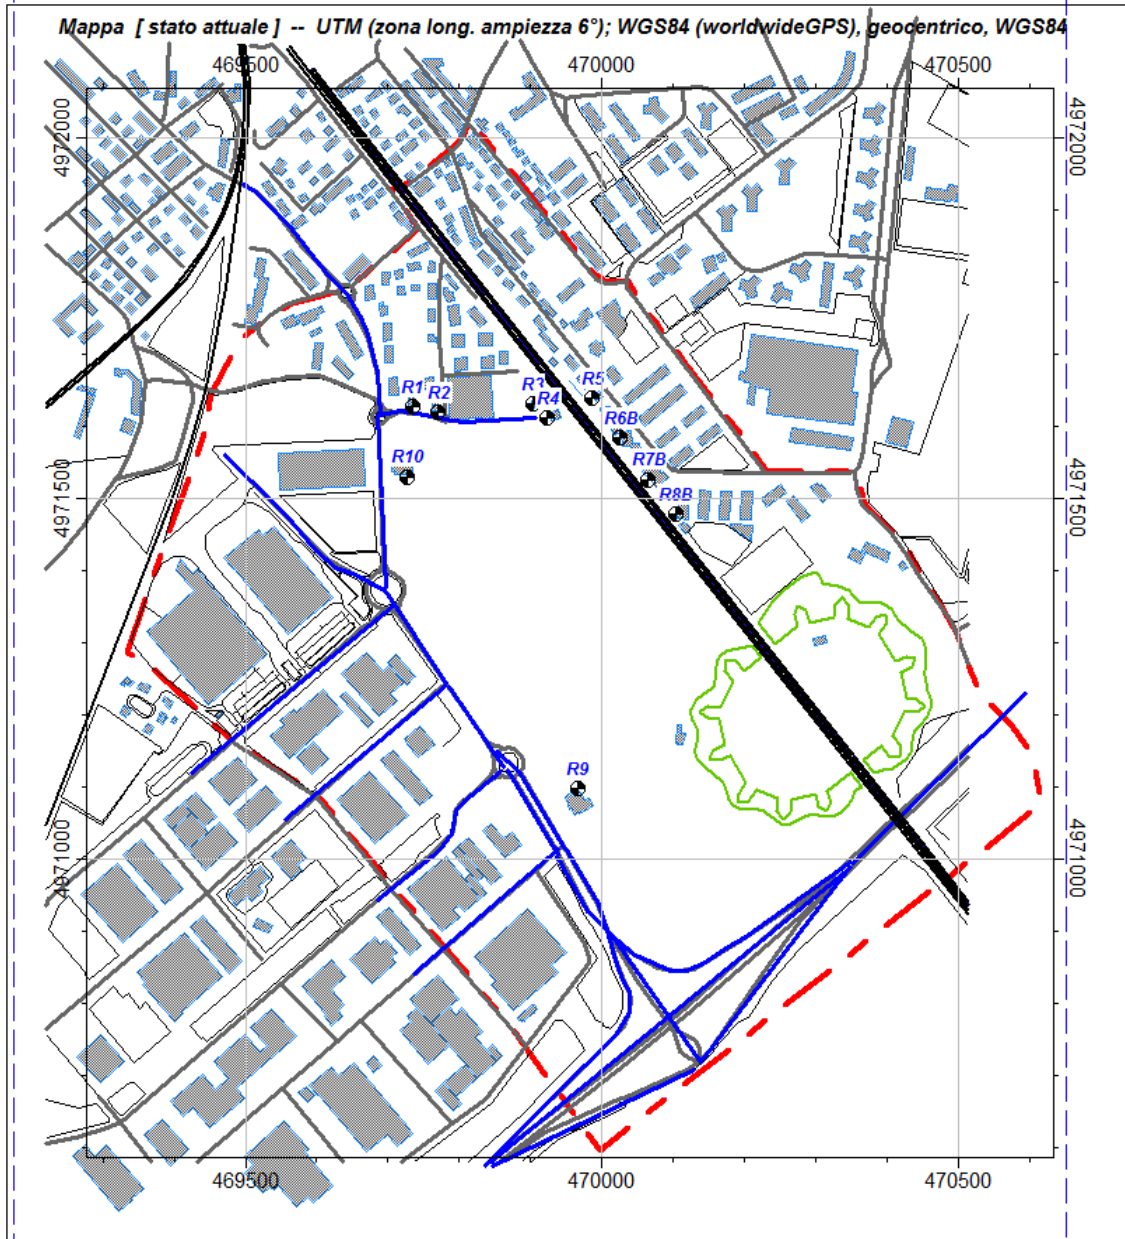 Mappa [ stato attuale ] -- UTM (zona long. ampiezza 6°); WGS84 (worldwideGPS), geocentrico, WGS84
469500 470000 470500
4972000 4972000
R1 R2 R3 R4 R5
R6B
R10 R7B
4971500 R8B 4971500
R9
4971000 4971000
469500 470000 470500